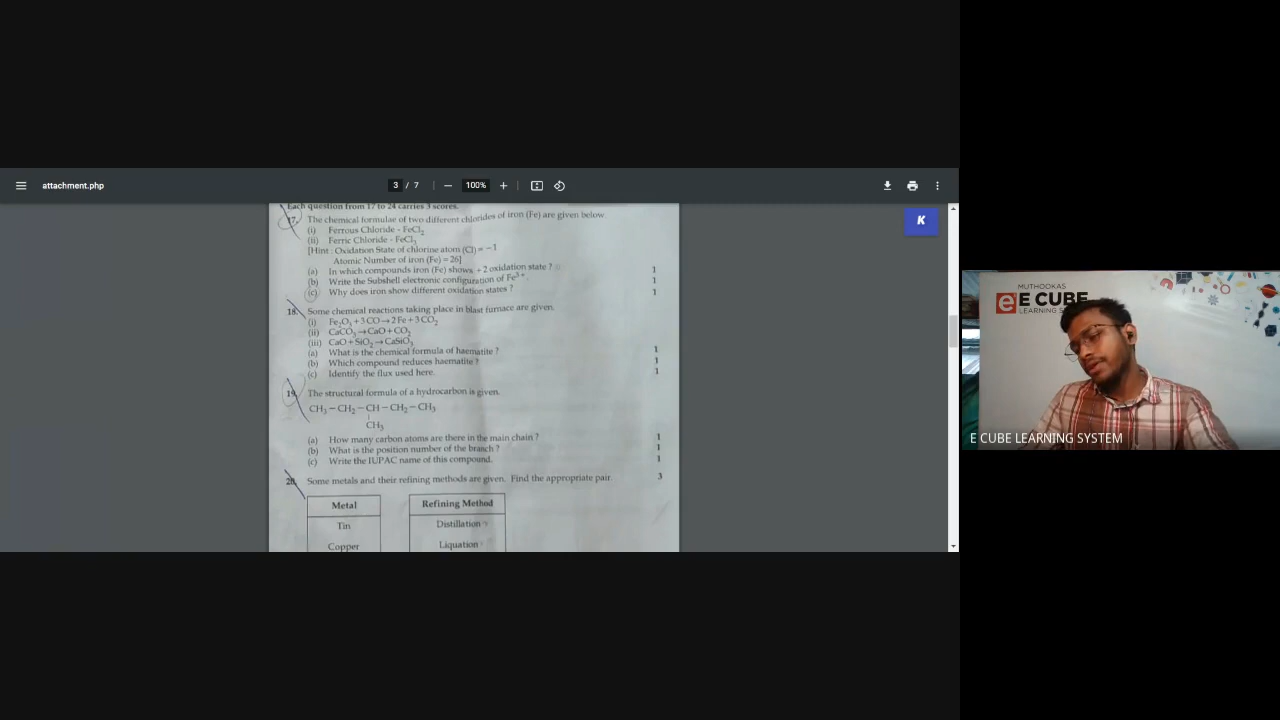 attachment.php
3 / 7
100%
K
Each question from 17 to 24 carries 3 scores.
17. The chemical formulae of two different chlorides of iron (Fe) are given below
(i) Ferrous Chloride - FeCl₂
(ii) Ferric Chloride - FeCl₃
[Hint : Oxidation State of chlorine atom (Cl) = −1
Atomic Number of iron (Fe) = 26]
(a) In which compounds iron (Fe) shows +2 oxidation state ? 1
(b) Write the Subshell electronic configuration of Fe³⁺. 1
(c) Why does iron show different oxidation states ? 1
18. Some chemical reactions taking place in blast furnace are given.
(i) Fe₂O₃ + 3 CO → 2 Fe + 3 CO₂
(ii) CaCO₃ → CaO + CO₂
(iii) CaO + SiO₂ → CaSiO₃
(a) What is the chemical formula of haematite ? 1
(b) Which compound reduces haematite ? 1
(c) Identify the flux used here. 1
19. The structural formula of a hydrocarbon is given.
CH₃ − CH₂ − CH − CH₂ − CH₃
CH₃
(a) How many carbon atoms are there in the main chain ? 1
(b) What is the position number of the branch ? 1
(c) Write the IUPAC name of this compound. 1
20. Some metals and their refining methods are given. Find the appropriate pair. 3
Metal Refining Method
Tin Distillation
Copper Liquation
MUTHOOKAS
e E CUBE
LEARNING
E CUBE LEARNING SYSTEM